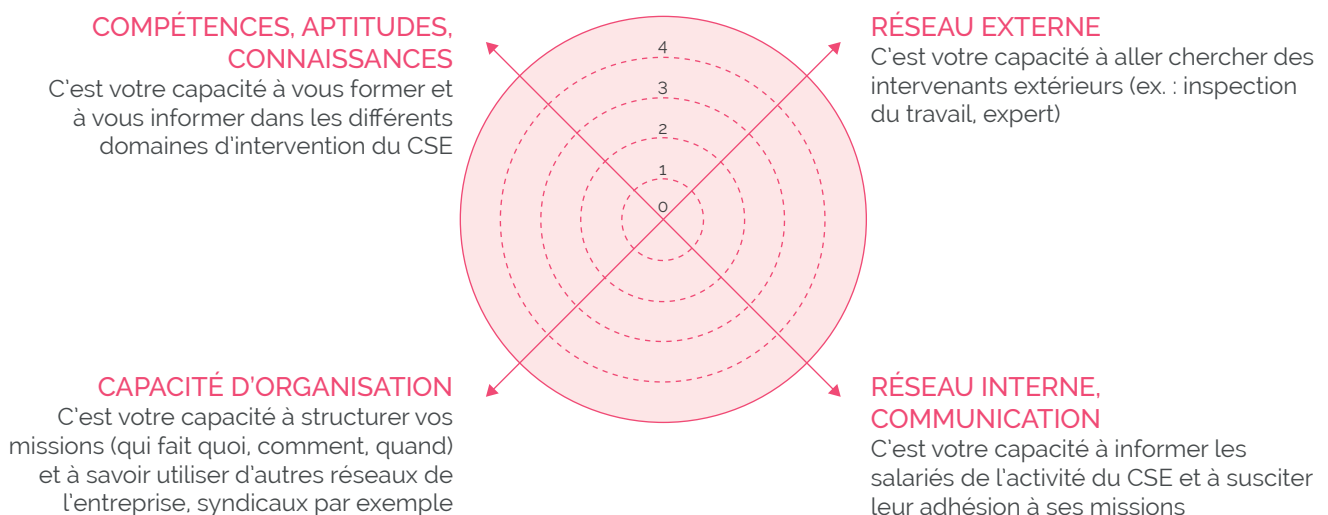 COMPÉTENCES, APTITUDES,
CONNAISSANCES
C'est votre capacité à vous former et
à vous informer dans les différents
domaines d'intervention du CSE
4
3
2
1
0
RÉSEAU EXTERNE
C'est votre capacité à aller chercher des
intervenants extérieurs (ex. : inspection
du travail, expert)
CAPACITÉ D'ORGANISATION
C'est votre capacité à structurer vos
missions (qui fait quoi, comment, quand)
et à savoir utiliser d'autres réseaux de
l'entreprise, syndicaux par exemple
RÉSEAU INTERNE,
COMMUNICATION
C'est votre capacité à informer les
salariés de l'activité du CSE et à susciter
leur adhésion à ses missions